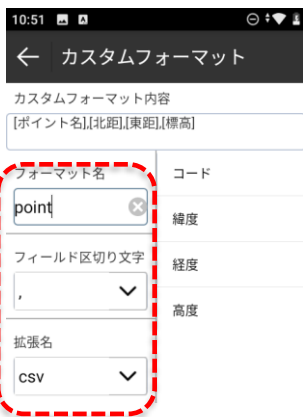 10:51
カスタムフォーマット
カスタムフォーマット内容
[ポイント名],[北距],[東距],[標高]
フォーマット名
point
フィールド区切り文字
,
拡張名
csv
コード
緯度
経度
高度